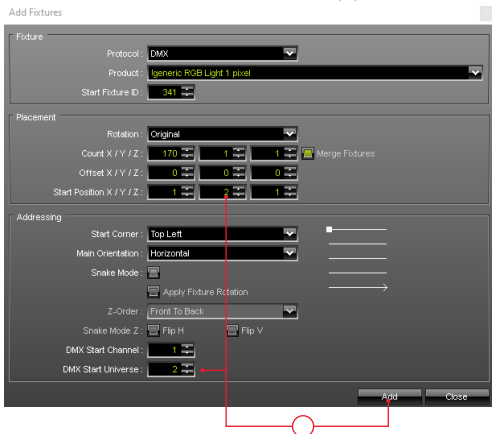 Add Fixtures
Fixture
Protocol : DMX
Product : !generic RGB Light 1 pixel
Start Fixture ID : 341
Placement
Rotation : Original
Count X / Y / Z : 170 1 1 Merge Fixtures
Offset X / Y / Z : 0 0 0
Start Position X / Y / Z : 1 2 1
Addressing
Start Corner : Top Left
Main Orientation : Horizontal
Snake Mode :
Apply Fixture Rotation
Z-Order : Front To Back
Snake Mode Z : Flip H Flip V
DMX Start Channel : 1
DMX Start Universe : 2
Add Close